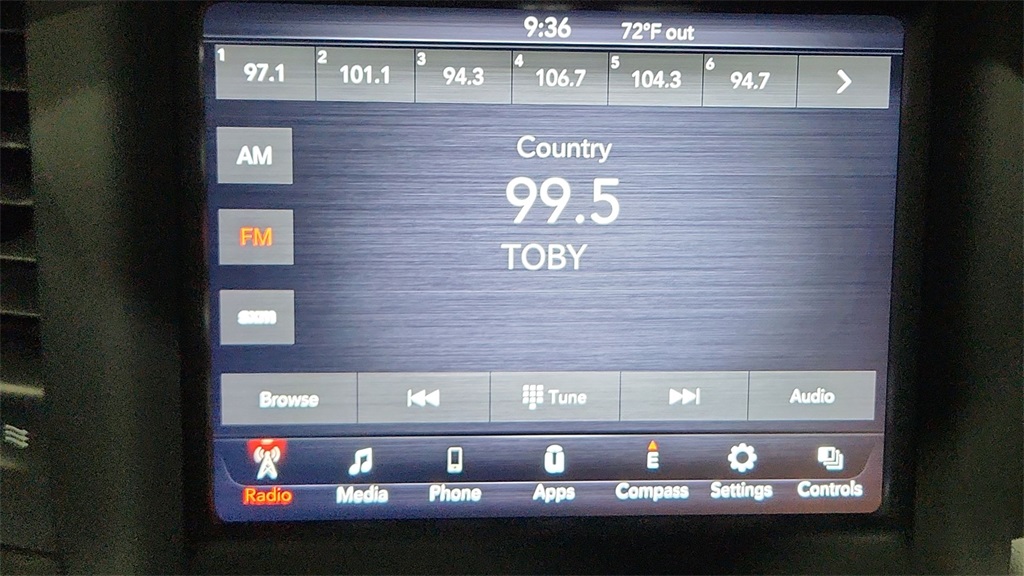 9:36 72°F out
1 97.1 2 101.1 3 94.3 4 106.7 5 104.3 6 94.7
AM
Country
99.5
FM
TOBY
SXM
Browse Tune Audio
E
Radio Media Phone Apps Compass Settings Controls